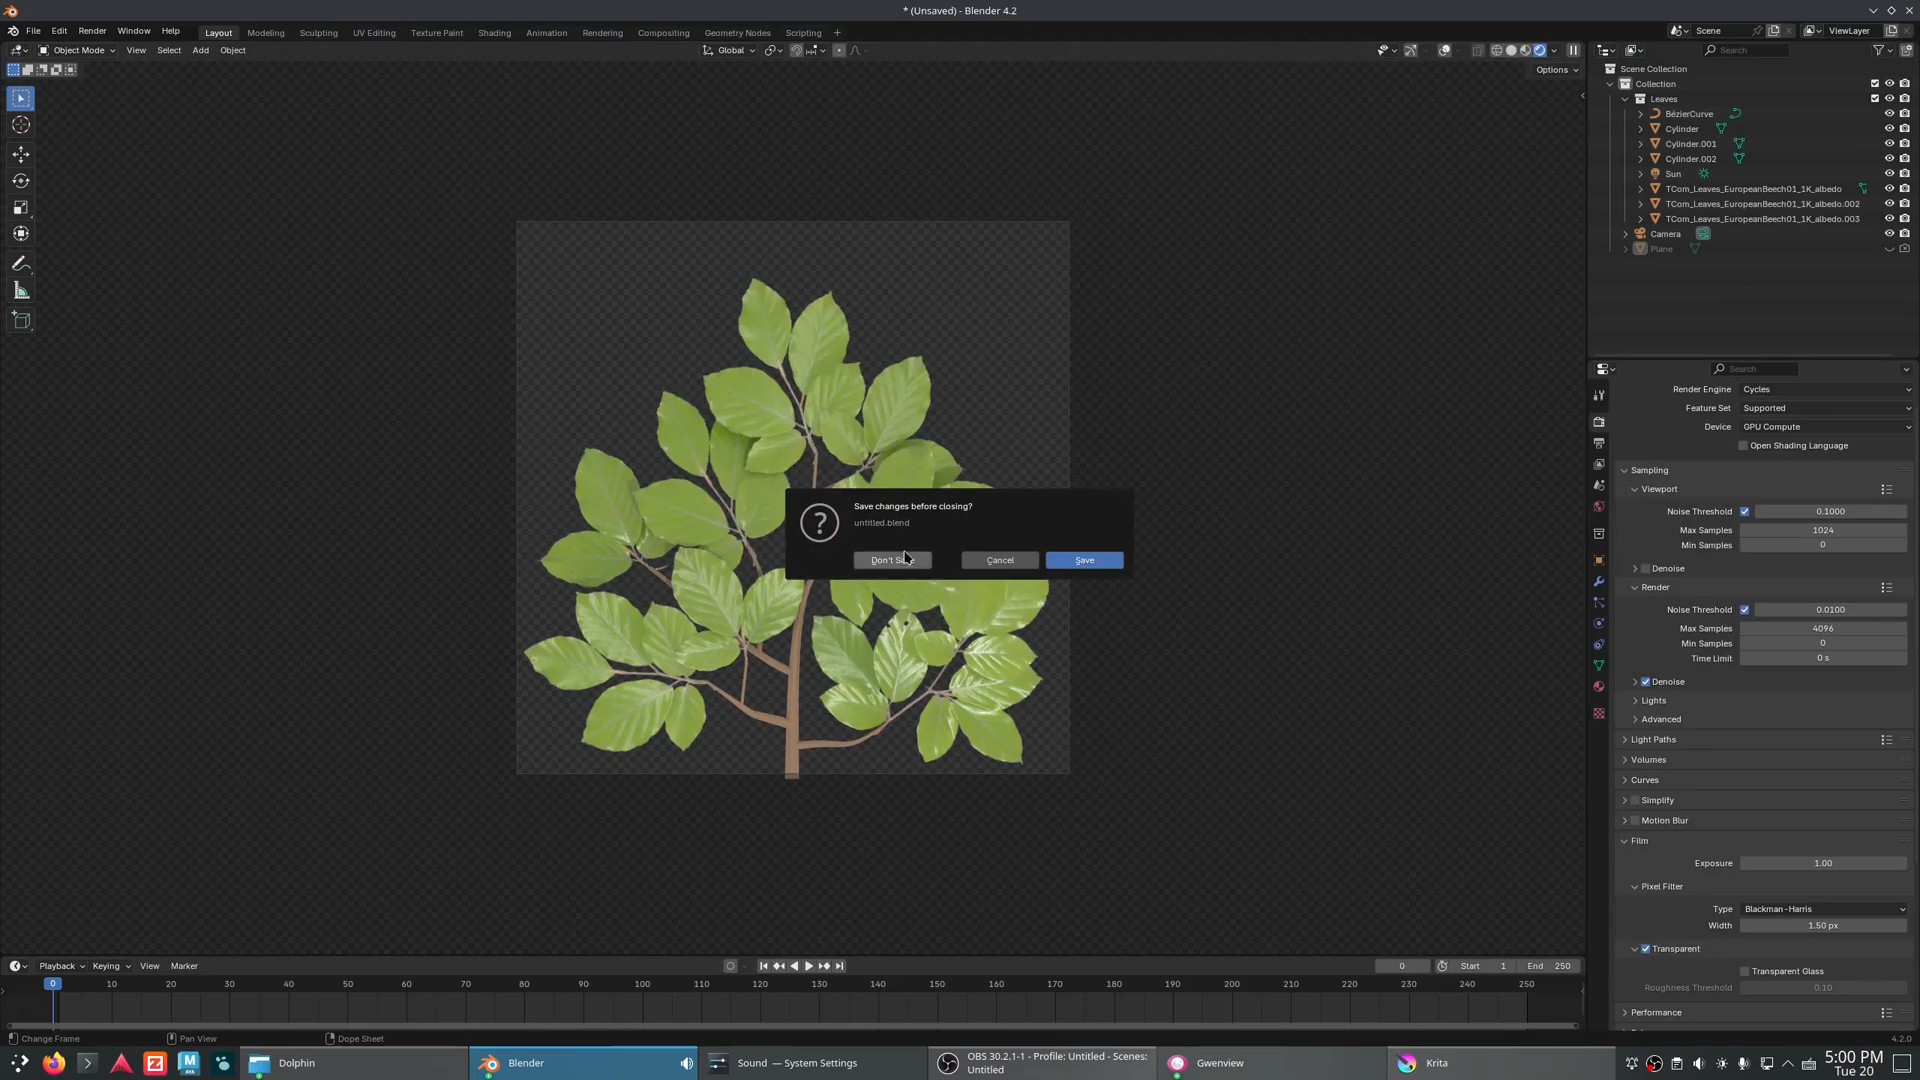 * (Unsaved) - Blender 4.2
File Edit Render Window Help Layout Modeling Sculpting UV Editing Texture Paint Shading Animation Rendering Compositing Geometry Nodes Scripting + Scene ViewLayer
Object Mode View Select Add Object Global Search
Options
Scene Collection
Collection
Leaves
BézierCurve
Cylinder
Cylinder.001
Cylinder.002
Sun
TCom_Leaves_EuropeanBeech01_1K_albedo
TCom_Leaves_EuropeanBeech01_1K_albedo.002
TCom_Leaves_EuropeanBeech01_1K_albedo.003
Camera
Plane
Search
Render Engine Cycles
Feature Set Supported
Device GPU Compute
Open Shading Language
Sampling
Viewport
Noise Threshold 0.1000
Max Samples 1024
Min Samples 0
Denoise
Render
Noise Threshold 0.0100
Max Samples 4096
Min Samples 0
Time Limit 0 s
Denoise
Lights
Advanced
Light Paths
Volumes
Curves
Simplify
Motion Blur
Film
Exposure 1.00
Pixel Filter
Type Blackman-Harris
Width 1.50 px
Transparent
Transparent Glass
Roughness Threshold 0.10
Performance
Save changes before closing?
untitled.blend
Don't Cancel Save
Playback Keying View Marker 0 Start 1 End 250
0 10 20 30 40 50 60 70 80 90 100 110 120 130 140 150 160 170 180 190 200 210 220 230 240 250
Change Frame Pan View Dope Sheet 4.2.0
Dolphin Blender Sound — System Settings
OBS 30.2.1-1 - Profile: Untitled - Scenes:
Untitled
Gwenview Krita
5:00 PM
Tue 20